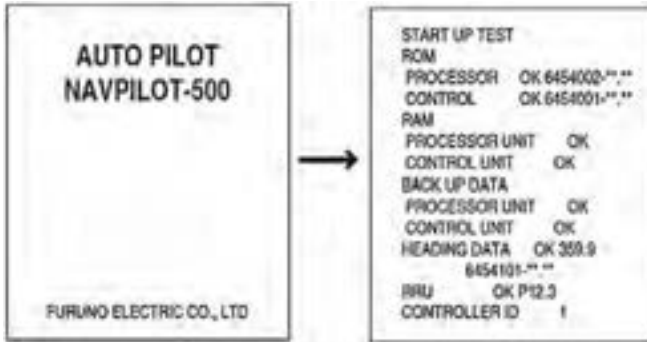 AUTO PILOT
NAVPILOT-500
FURUNO ELECTRIC CO., LTD
START UP TEST
ROM
PROCESSOR OK 6454002-**.**
CONTROL OK 6454001-**.**
RAM
PROCESSOR UNIT OK
CONTROL UNIT OK
BACK UP DATA
PROCESSOR UNIT OK
CONTROL UNIT OK
HEADING DATA OK 359.9
6454101-**.**
RRU OK P12.3
CONTROLLER ID 1